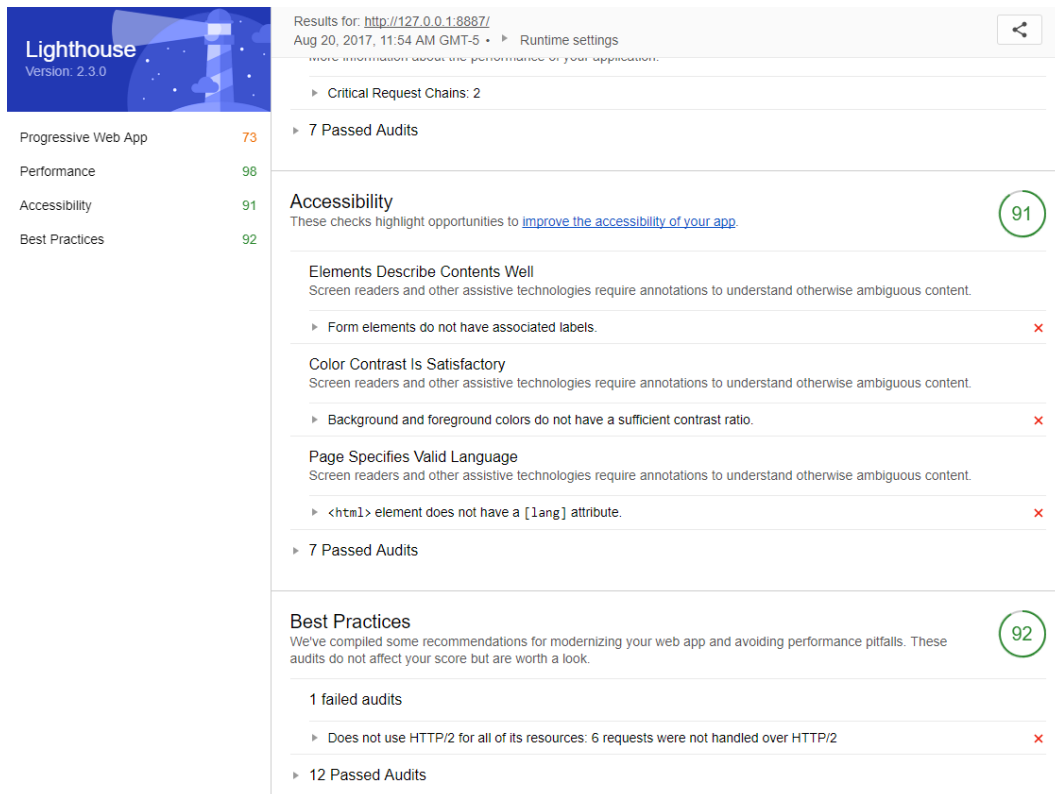 Lighthouse
Version: 2.3.0
Progressive Web App 73
Performance 98
Accessibility 91
Best Practices 92
Results for: http://127.0.0.1:8887/
Aug 20, 2017, 11:54 AM GMT-5 • Runtime settings
More information about the performance of your application.
Critical Request Chains: 2
7 Passed Audits
Accessibility
These checks highlight opportunities to improve the accessibility of your app.
91
Elements Describe Contents Well
Screen readers and other assistive technologies require annotations to understand otherwise ambiguous content.
Form elements do not have associated labels.
Color Contrast Is Satisfactory
Screen readers and other assistive technologies require annotations to understand otherwise ambiguous content.
Background and foreground colors do not have a sufficient contrast ratio.
Page Specifies Valid Language
Screen readers and other assistive technologies require annotations to understand otherwise ambiguous content.
<html> element does not have a [lang] attribute.
7 Passed Audits
Best Practices
We've compiled some recommendations for modernizing your web app and avoiding performance pitfalls. These
audits do not affect your score but are worth a look.
92
1 failed audits
Does not use HTTP/2 for all of its resources: 6 requests were not handled over HTTP/2
12 Passed Audits